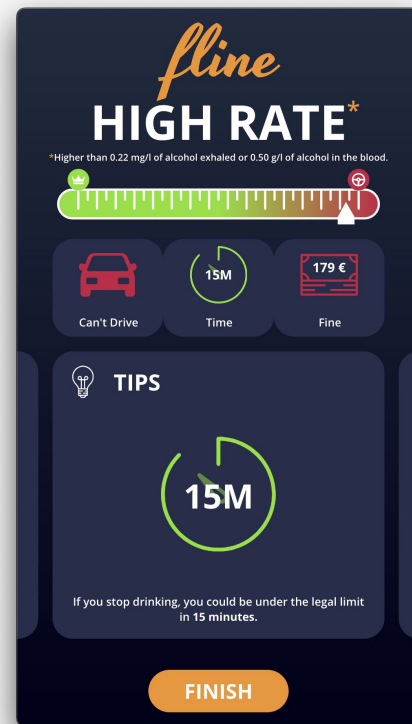 fline
HIGH RATE*
*Higher than 0.22 mg/l of alcohol exhaled or 0.50 g/l of alcohol in the blood.
15M
179 €
Can't Drive
Time
Fine
TIPS
15M
If you stop drinking, you could be under the legal limit
in 15 minutes.
FINISH